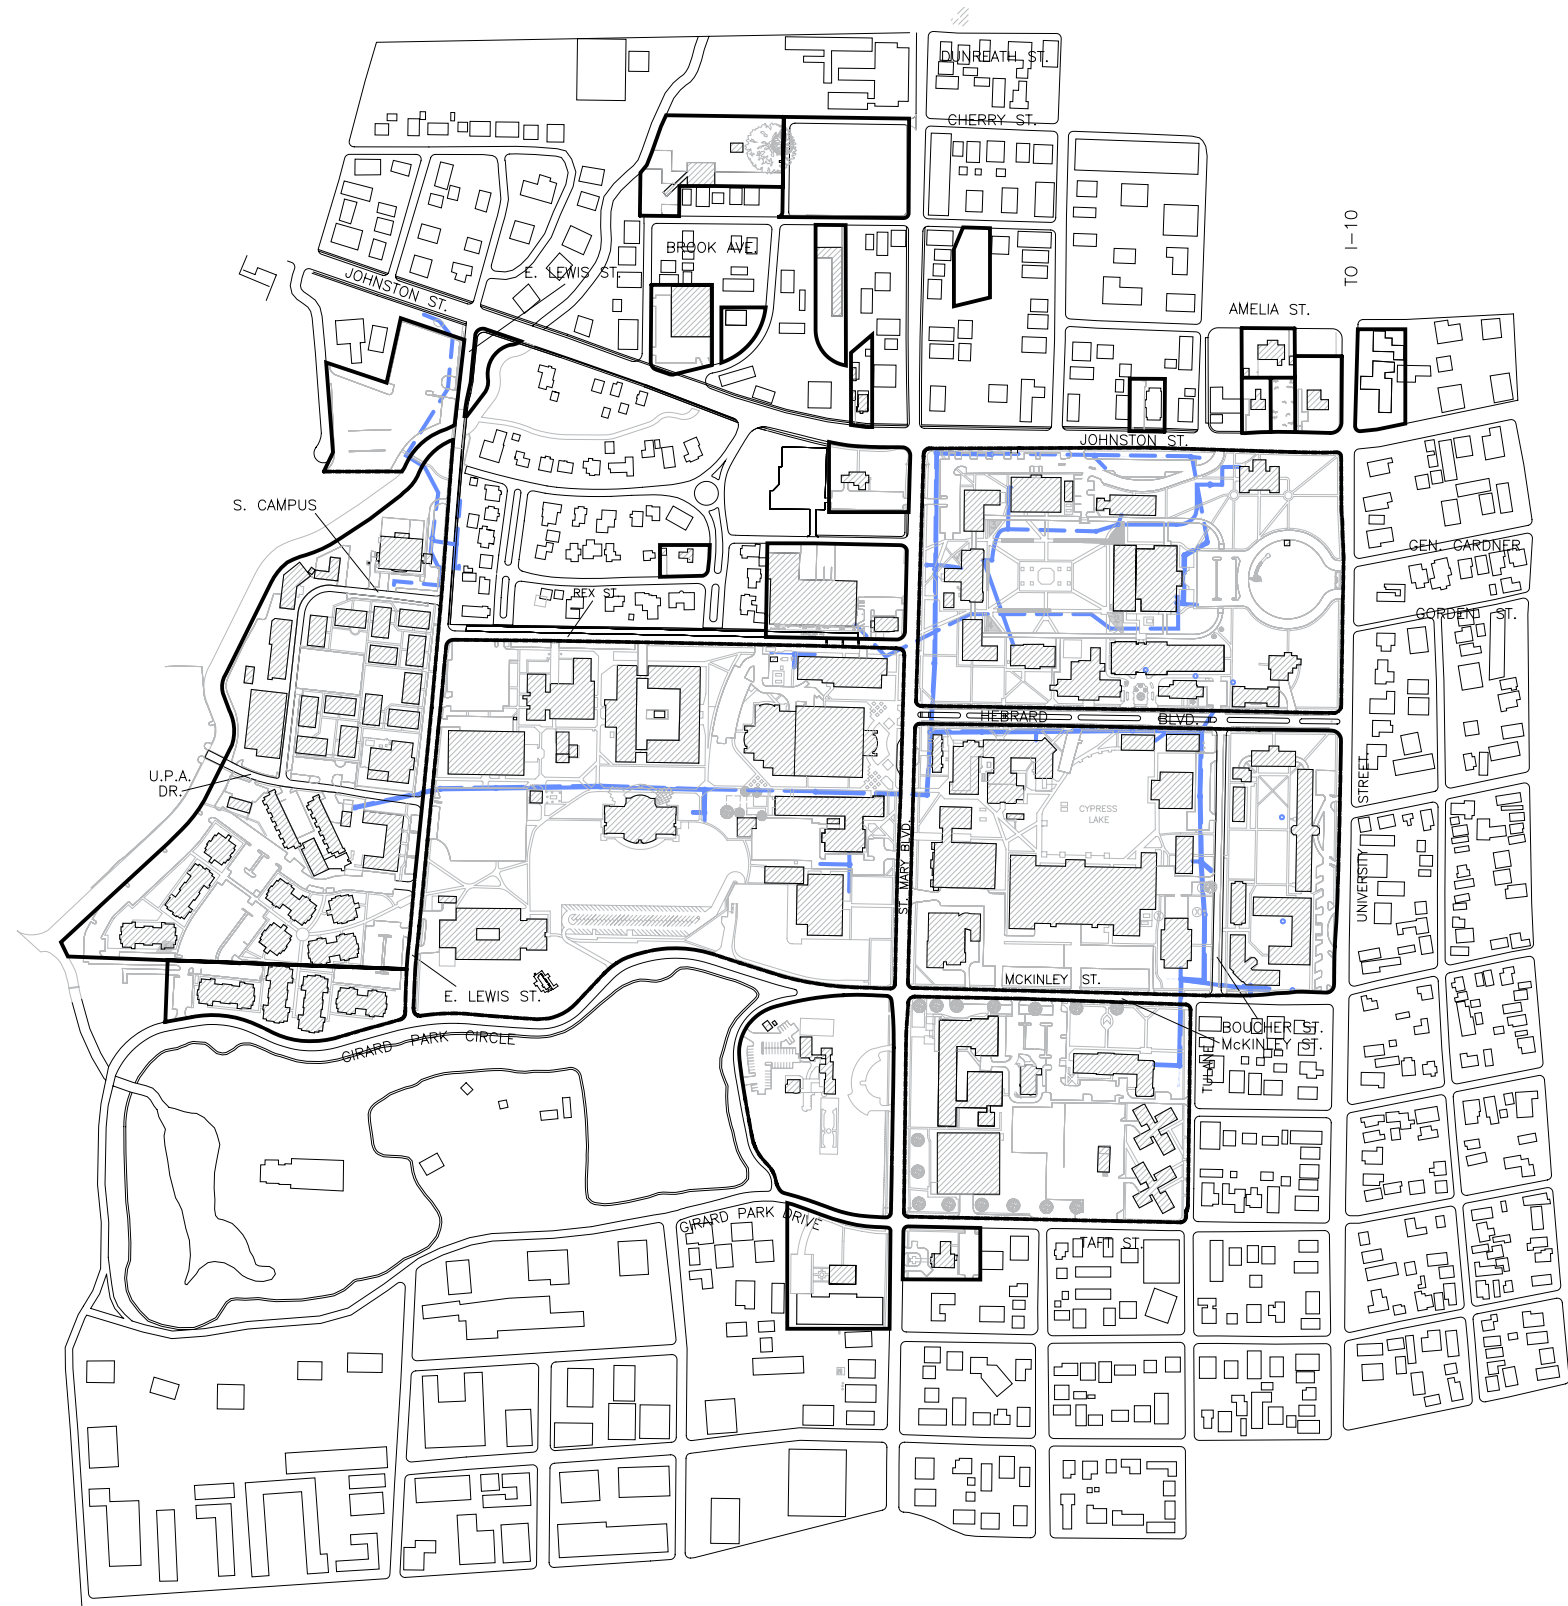 DUNREATH ST.
CHERRY ST.
TO I-10
BROOK AVE.
E. LEWIS ST.
JOHNSTON ST.
AMELIA ST.
JOHNSTON ST.
S. CAMPUS
GEN. GARDNER
REX ST.
GORDEN ST.
HEBRARD BLVD.
U.P.A.
DR.
STREET
CYPRESS
LAKE
ST. MARY BLVD.
UNIVERSITY
MCKINLEY ST.
E. LEWIS ST.
BOUCHER ST.
McKINLEY ST.
GIRARD PARK CIRCLE
TULANE
GIRARD PARK DRIVE
TAFT ST.